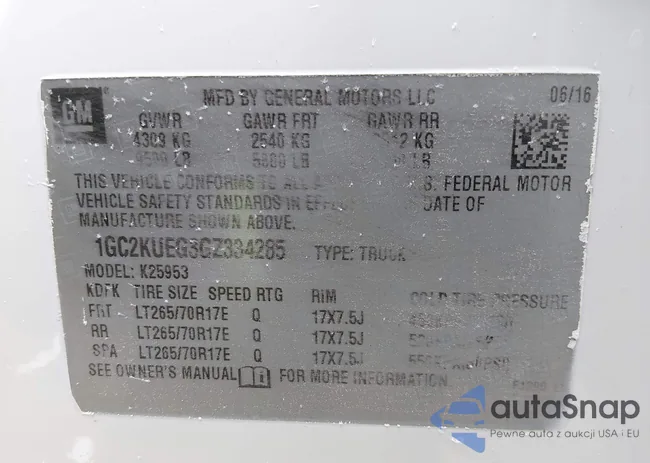 GM
MFD BY GENERAL MOTORS LLC 06/16
GVWR GAWR FRT GAWR RR
4309 KG 2540 KG KG
LB LB LB
THIS VEHICLE CONFORMS TO ALL FEDERAL MOTOR
VEHICLE SAFETY STANDARDS IN EFFECT DATE OF
MANUFACTURE SHOWN ABOVE.
TYPE: TRUCK
MODEL: K25953
TIRE SIZE SPEED RTG RIM COLD TIRE PRESSURE
FRT LT265/70R17E Q 17X7.5J
RR LT265/70R17E Q 17X7.5J
SPA LT265/70R17E Q 17X7.5J
SEE OWNER'S MANUAL FOR MORE INFORMATION.
autaSnap
Pewne auta z aukcji USA i EU